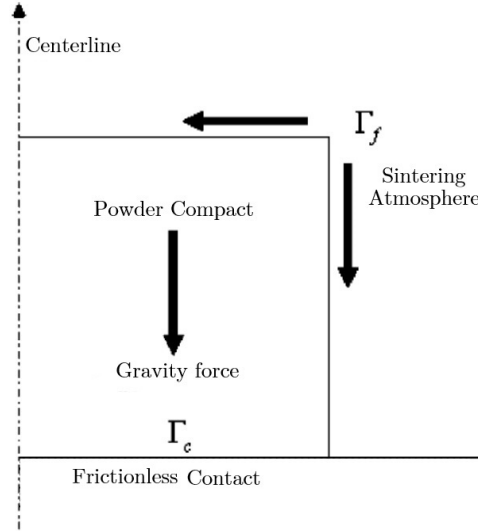 Centerline
Γf
Sintering
Atmosphere
Powder Compact
Gravity force
Γc
Frictionless Contact